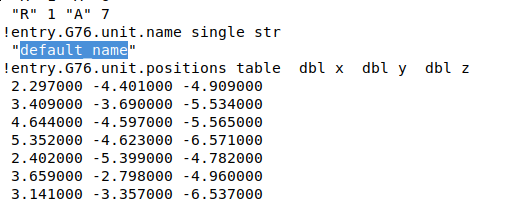 "R" 1 "A" 7
!entry.G76.unit.name single str
"default_name"
!entry.G76.unit.positions table  dbl x  dbl y  dbl z
2.297000 -4.401000 -4.909000
3.409000 -3.690000 -5.534000
4.644000 -4.597000 -5.565000
5.352000 -4.623000 -6.571000
2.402000 -5.399000 -4.782000
3.659000 -2.798000 -4.960000
3.141000 -3.357000 -6.537000